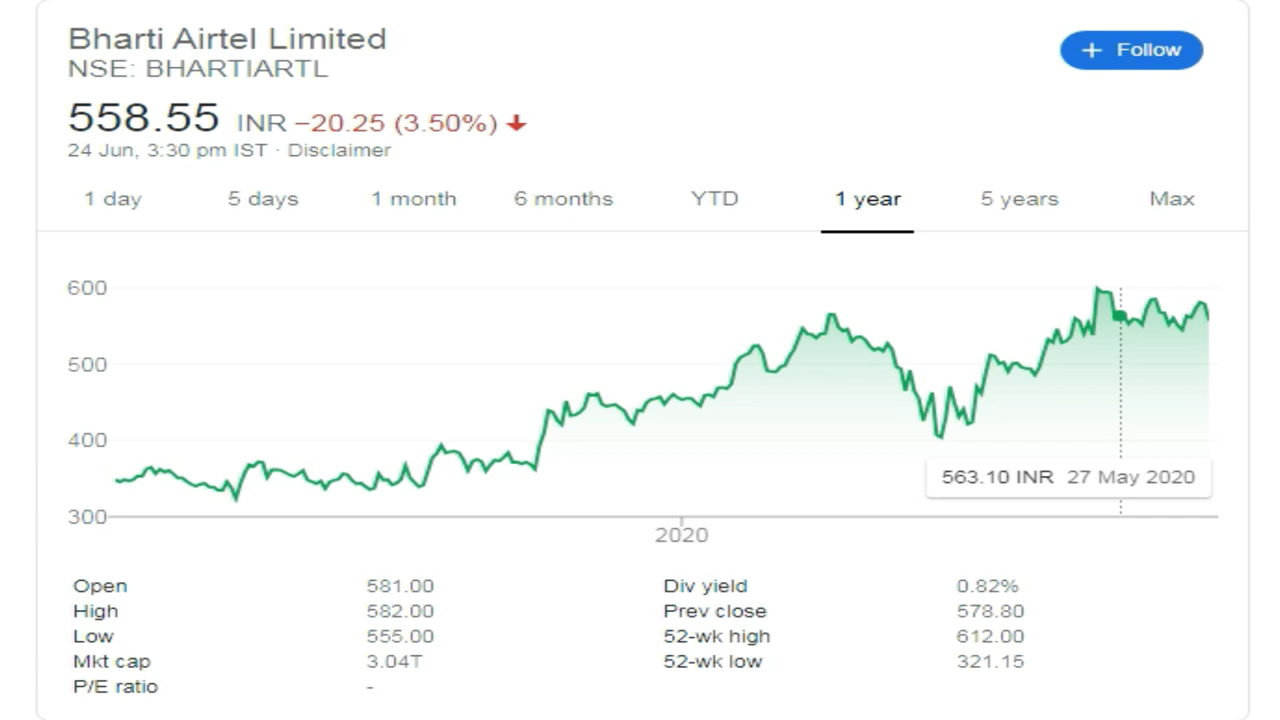 Bharti Airtel Limited
NSE: BHARTIARTL
+ Follow
558.55 INR −20.25 (3.50%) ↓
24 Jun, 3:30 pm IST · Disclaimer
1 day 5 days 1 month 6 months YTD 1 year 5 years Max
600
500
400
300
563.10 INR 27 May 2020
2020
Open 581.00 Div yield 0.82%
High 582.00 Prev close 578.80
Low 555.00 52-wk high 612.00
Mkt cap 3.04T 52-wk low 321.15
P/E ratio -